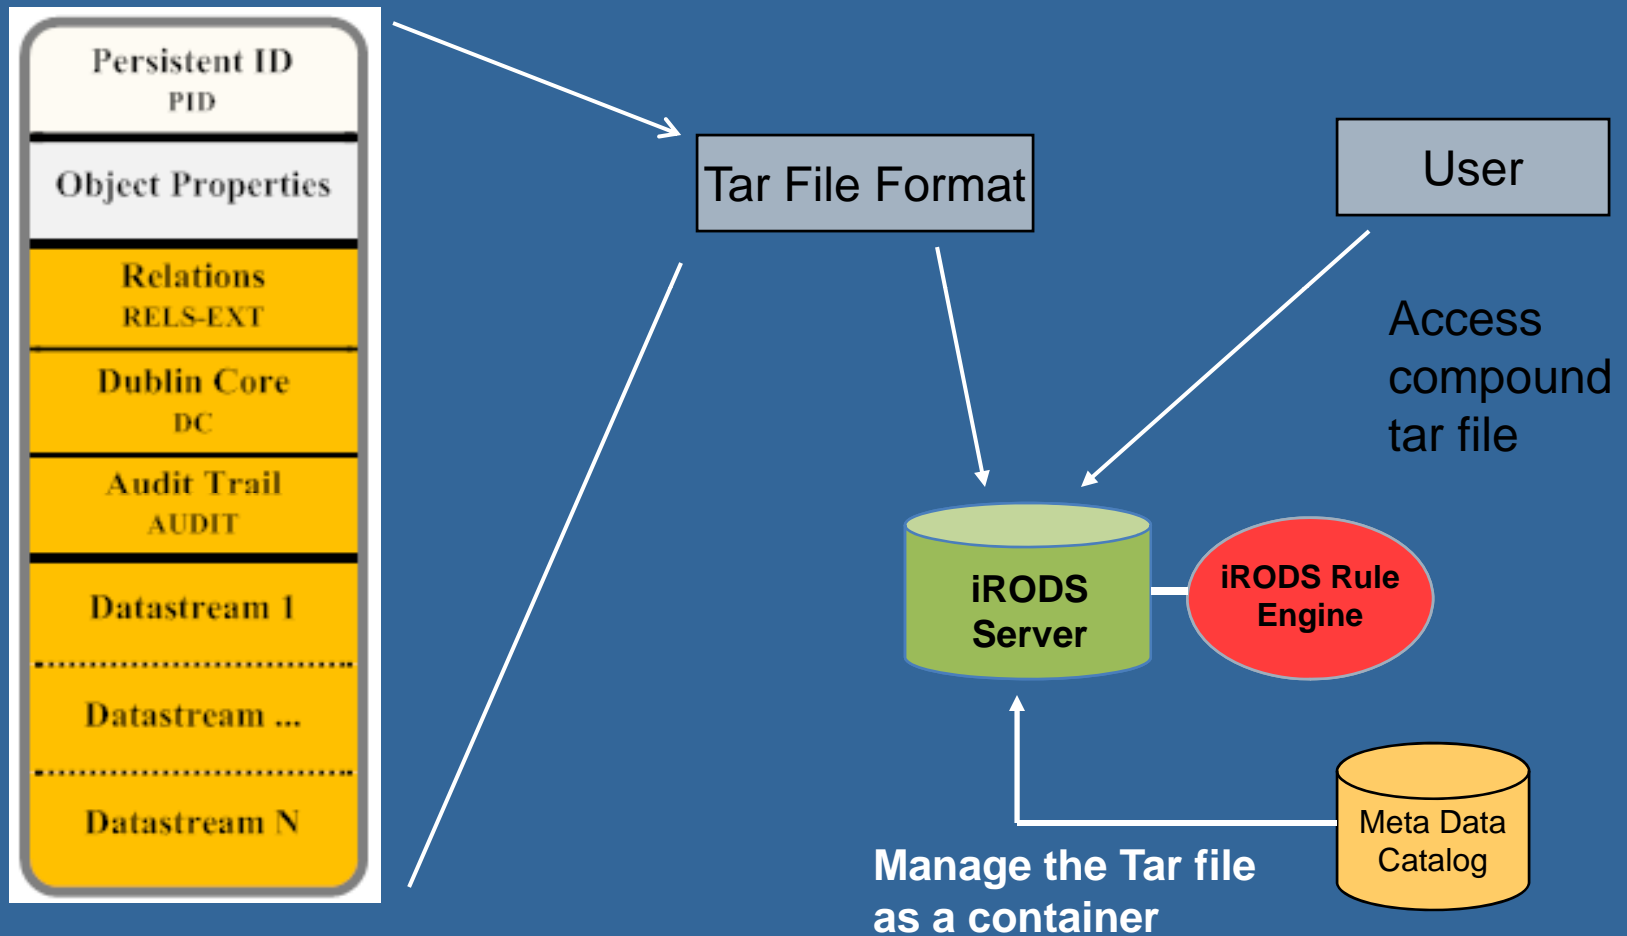 Persistent ID
PID
Object Properties
Relations
RELS-EXT
Dublin Core
DC
Audit Trail
AUDIT
Datastream 1
Datastream ...
Datastream N
Tar File Format
User
Access
compound
tar file
iRODS
Server
iRODS Rule
Engine
Meta Data
Catalog
Manage the Tar file
as a container